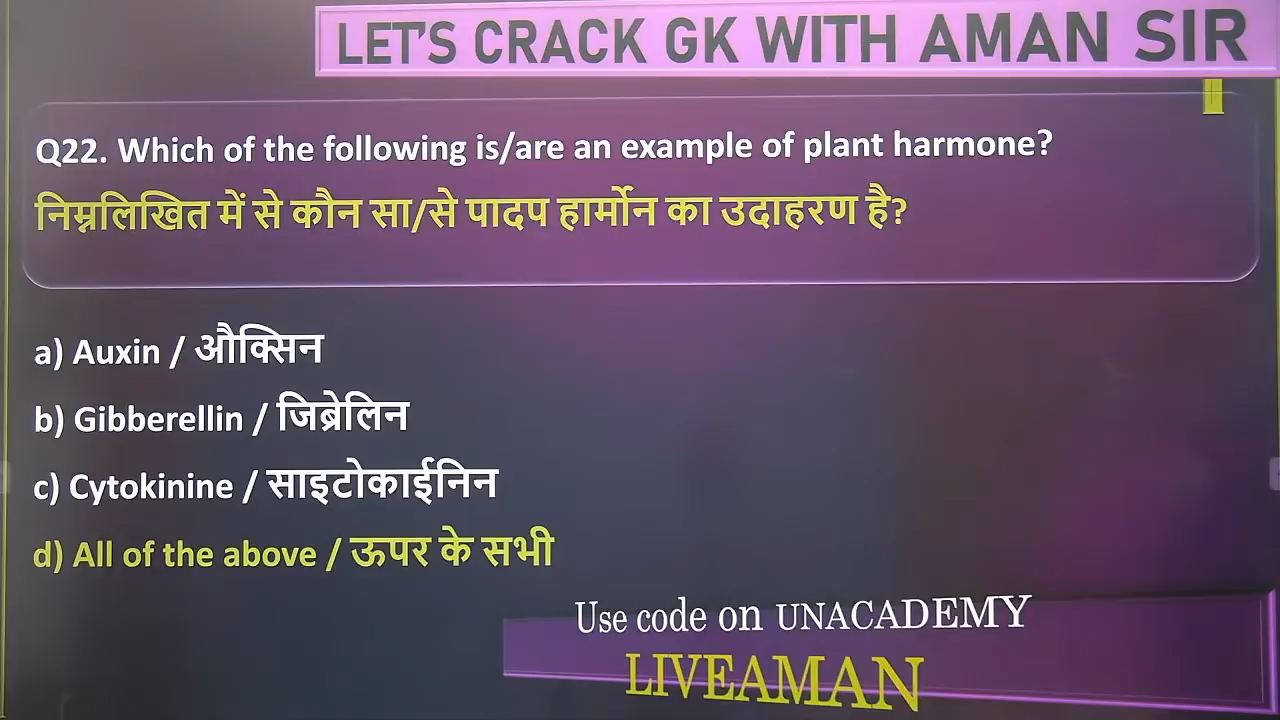 LET'S CRACK GK WITH AMAN SIR
Q22. Which of the following is/are an example of plant harmone?
निम्नलिखित में से कौन सा/से पादप हार्मोन का उदाहरण है?
a) Auxin / औक्सिन
b) Gibberellin / जिब्रेलिन
c) Cytokinine / साइटोकाईनिन
d) All of the above / ऊपर के सभी
Use code on UNACADEMY
LIVEAMAN